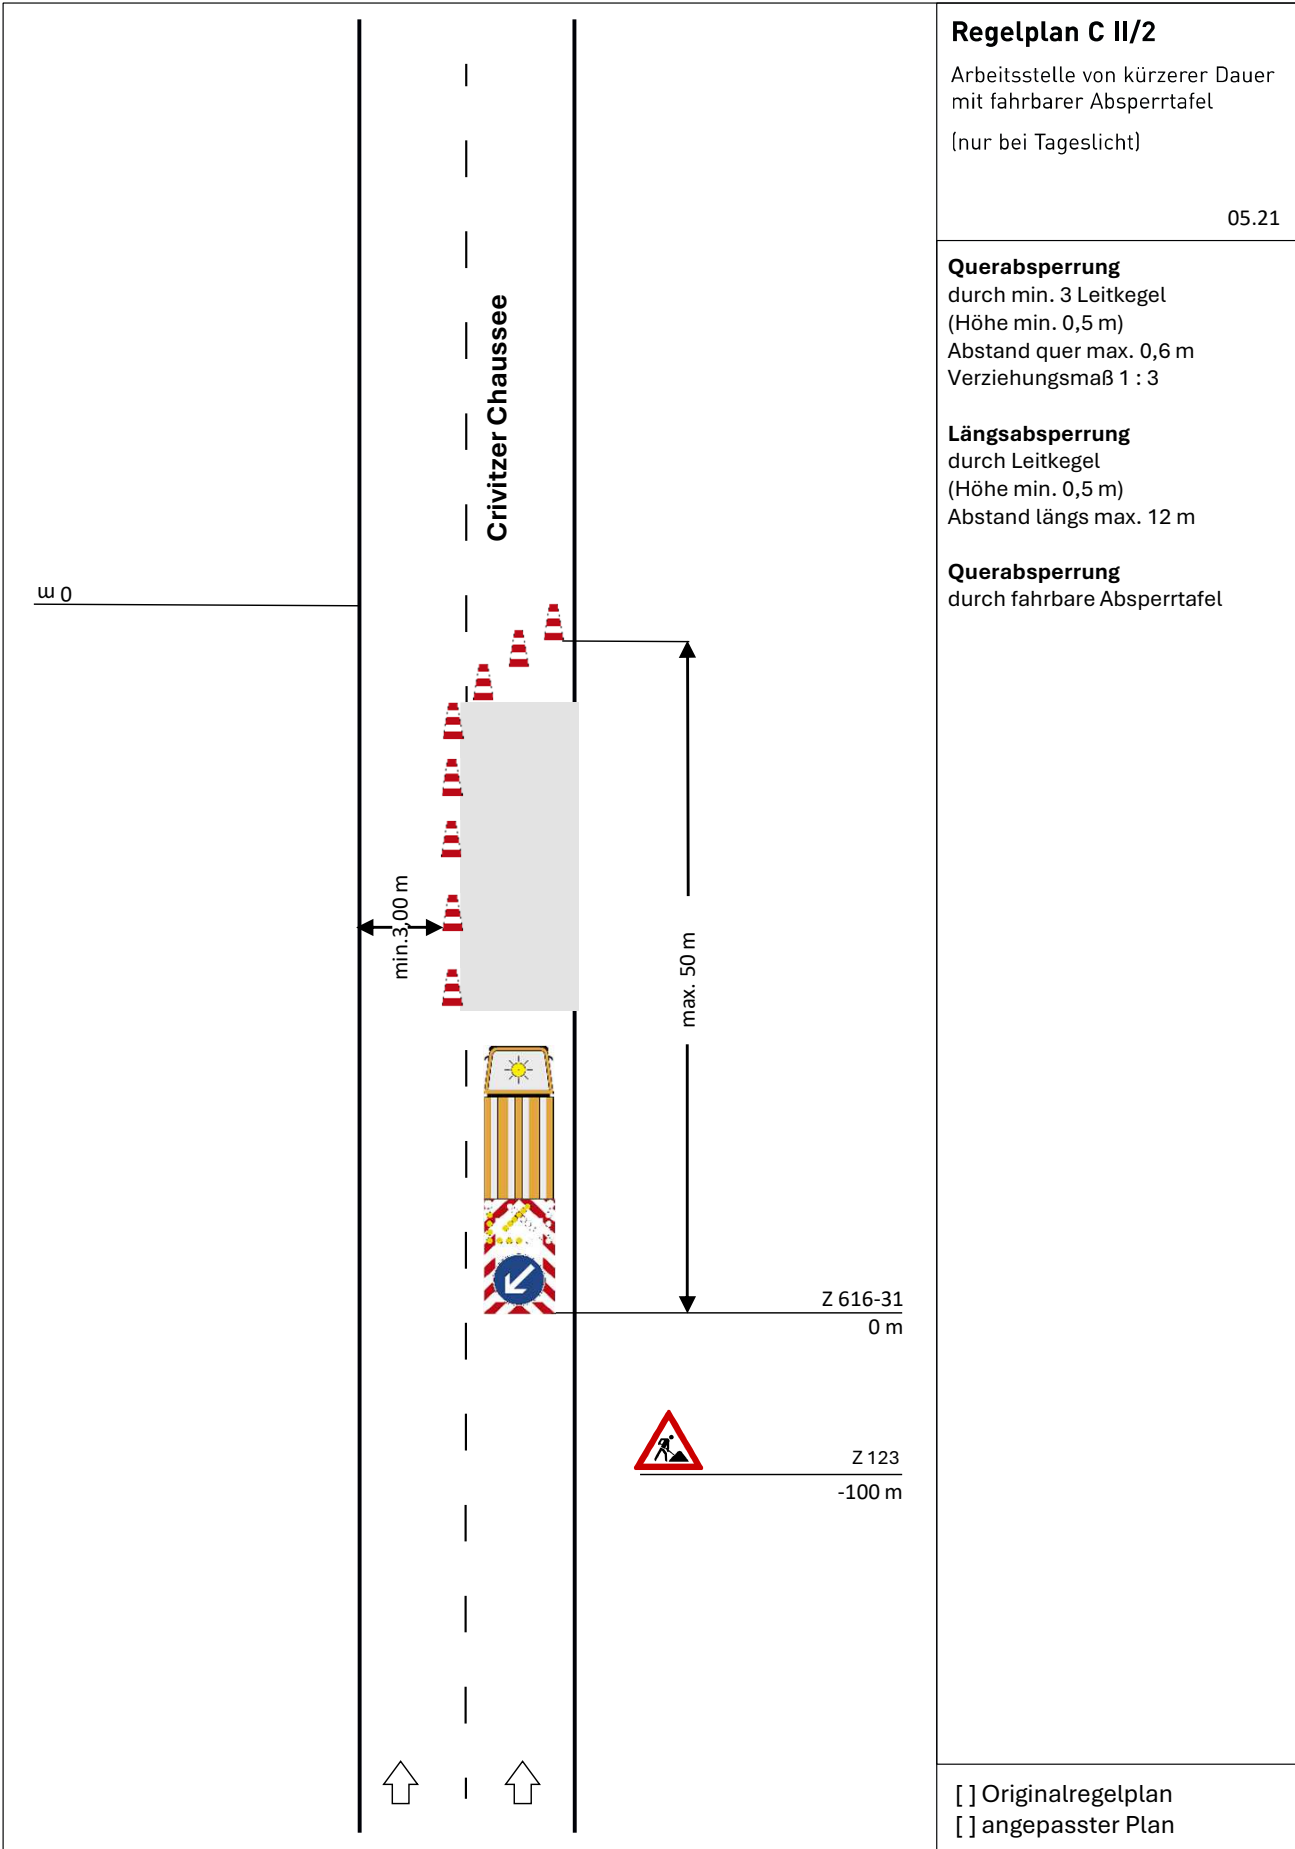 Regelplan C II/2
Arbeitsstelle von kürzerer Dauer
mit fahrbarer Absperrtafel
(nur bei Tageslicht)
05.21
Querabsperrung
durch min. 3 Leitkegel
(Höhe min. 0,5 m)
Abstand quer max. 0,6 m
Verziehungsmaß 1 : 3
Längsabsperrung
durch Leitkegel
(Höhe min. 0,5 m)
Abstand längs max. 12 m
Querabsperrung
durch fahrbare Absperrtafel
Crivitzer Chaussee
0 m
min.3,00 m
max. 50 m
Z 616-31
0 m
Z 123
-100 m
[ ] Originalregelplan
[ ] angepasster Plan